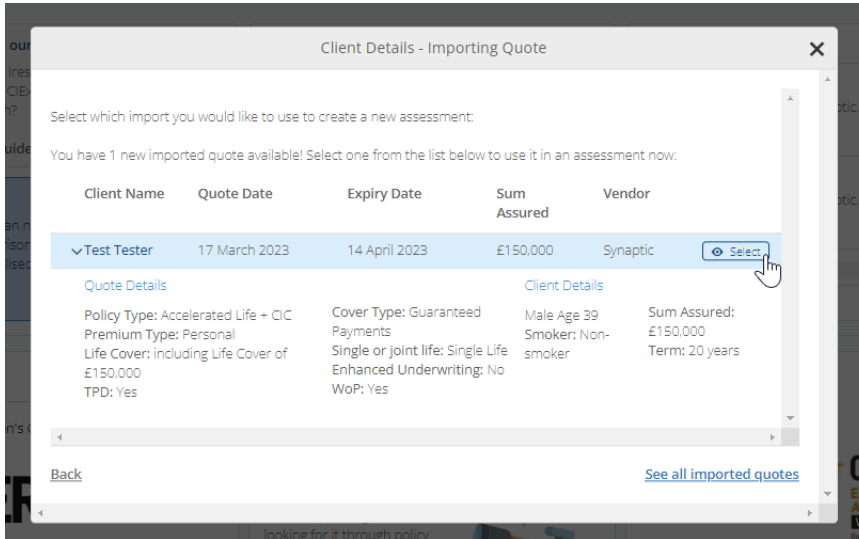 Client Details - Importing Quote
Select which import you would like to use to create a new assessment:
You have 1 new imported quote available! Select one from the list below to use it in an assessment now:
Client Name Quote Date Expiry Date Sum Assured Vendor
Test Tester 17 March 2023 14 April 2023 £150,000 Synaptic Select
Quote Details
Policy Type: Accelerated Life + CIC
Premium Type: Personal
Life Cover: including Life Cover of
£150,000
TPD: Yes
Cover Type: Guaranteed
Payments
Single or joint life: Single Life
Enhanced Underwriting: No
WoP: Yes
Client Details
Male Age 39
Smoker: Non-
smoker
Sum Assured:
£150,000
Term: 20 years
Back
See all imported quotes
looking for it through policy